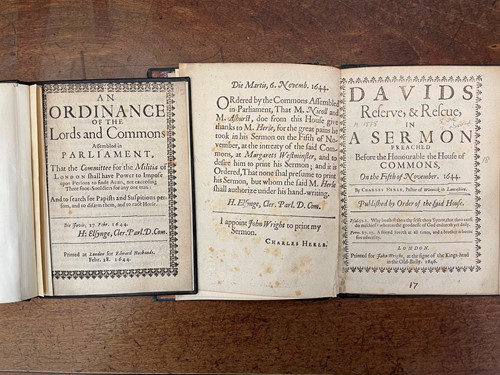 AN
ORDINANCE
OF THE
Lords and Commons
Assembled in
PARLIAMENT,
That the Committee for the Militia of
LONDON shall have Power to Impose
upon Persons to finde Arms, not exceeding
Three hundred for any one man:
And to search for Papists and Suspitious per-
sons, and to disarm them, and to
Die Jovis, 27 Febr. 1644.
H: Elsynge, Cler. Parl. D. Com.
Printed at London for Edward Husbands,
Febr. 28. 1644.
Die Martis, 6. Novemb. 1644.
ORdered by the Commons Assembled
in Parliament, That M. Nicols and
M. Ashurst, doe from this House give
thanks to M. Herle, for the great paines he
took in his Sermon on the Fifth of No-
vember, at the intreaty of the said Com-
mons, at Margarets Westminster, and to
desire him to print his Sermon; and it is
Ordered, That none shal presume to print
his Sermon, but whom the said M. Herle
shall authorize under his hand-writing.
H. Elsynge, Cler. Parl. D. Com.
I appoint John Wright to print my
Sermon.
CHARLES HERLE.
DAVIDS
Reserve, & Rescue,
IN
A SERMON
PREACHED
Before the Honourable the House of
COMMONS,
On the Fifth of November. 1644.
By CHARLES HERLE, Pastor of Winwick, in Lancashire.
Published by Order of the said House.
LONDON,
Printed for John Wright, at the signe of the Kings-head
in the Old-Bayly. 1646.
17